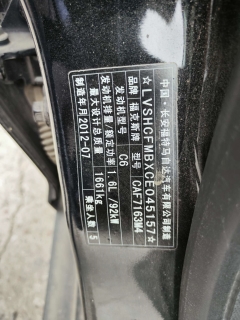 中国·长安福特马自达汽车有限公司制造
☆LVSHCFMBXCE045157☆
品牌 福克斯牌 型号 CAF7163M4
发动机型号 C6
发动机排量/额定功率 1.6L /92kW
最大设计总质量 1661kg 乘坐人数 5
制造年月 2012-07